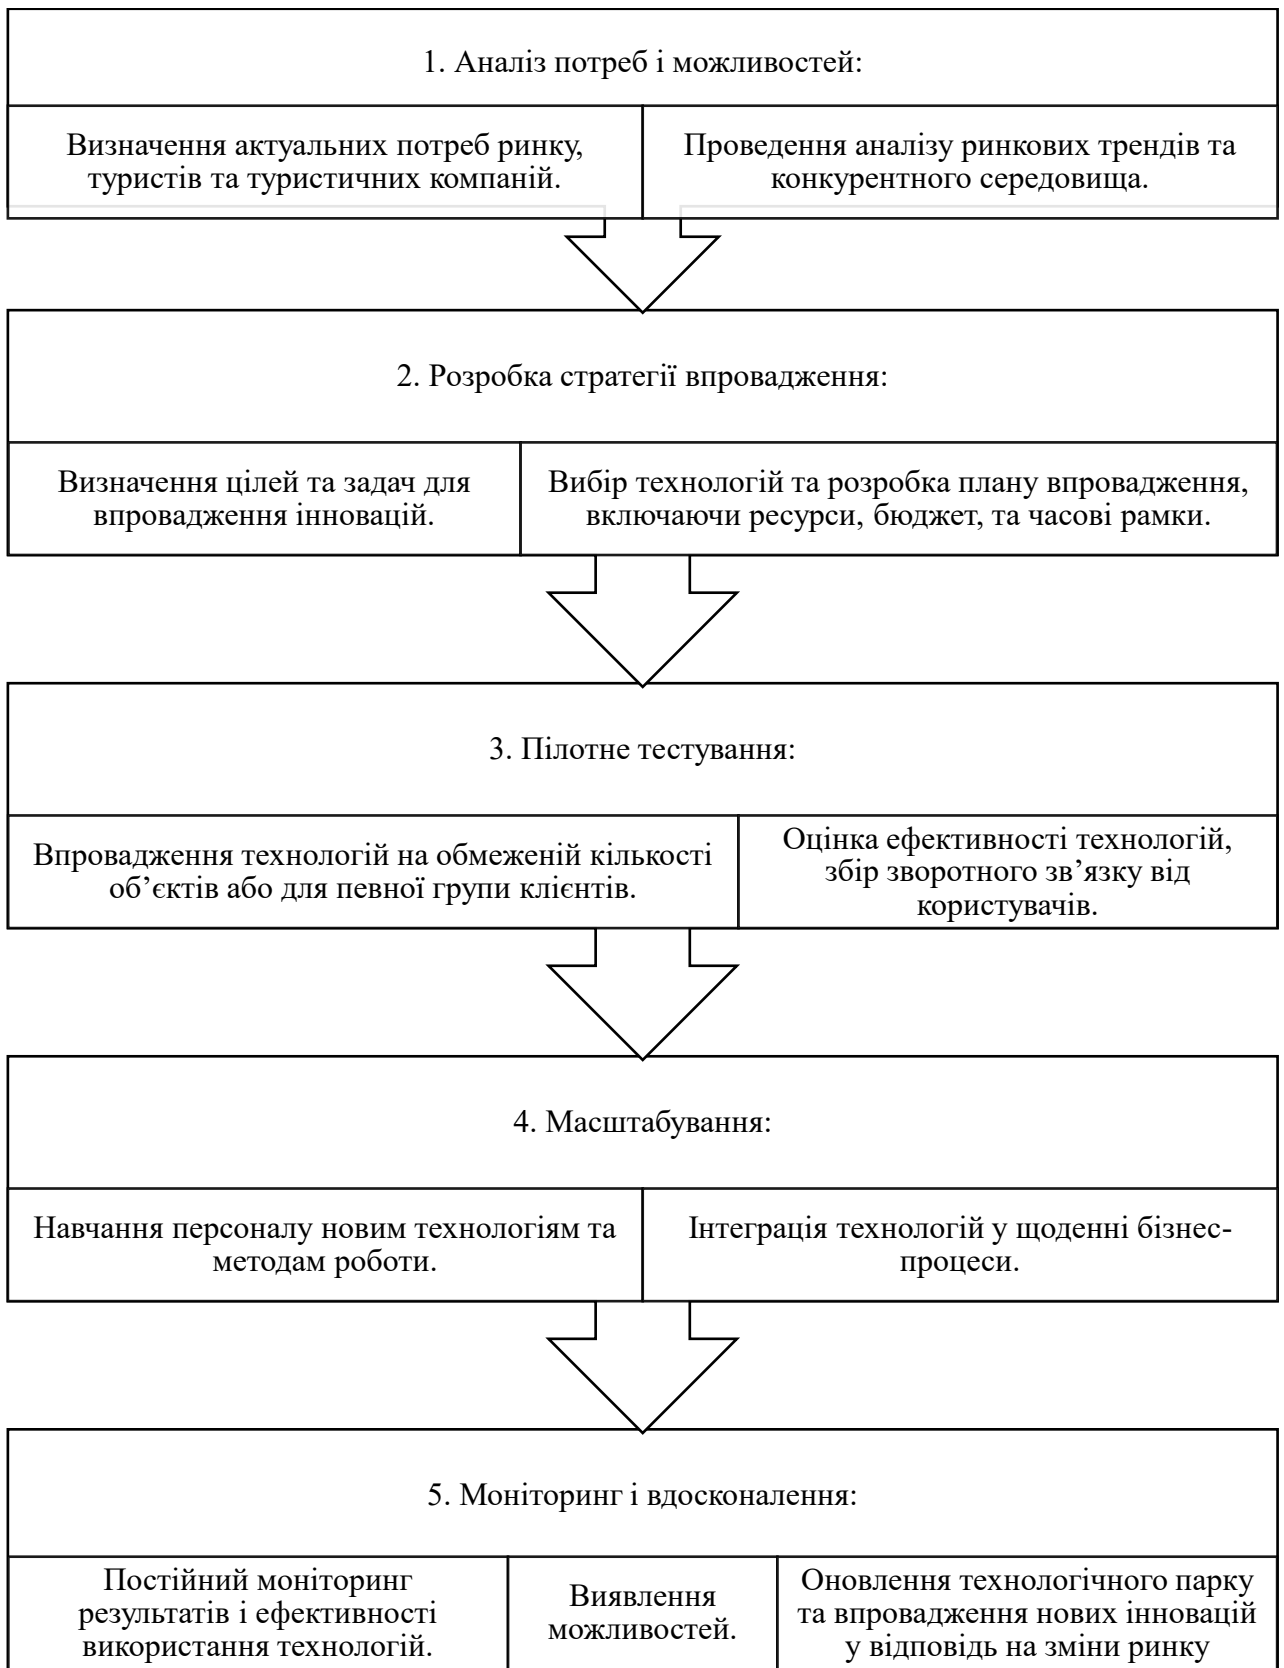 1. Аналіз потреб і можливостей:
Визначення актуальних потреб ринку,
туристів та туристичних компаній.
Проведення аналізу ринкових трендів та
конкурентного середовища.
2. Розробка стратегії впровадження:
Визначення цілей та задач для
впровадження інновацій.
Вибір технологій та розробка плану впровадження,
включаючи ресурси, бюджет, та часові рамки.
3. Пілотне тестування:
Впровадження технологій на обмеженій кількості
об’єктів або для певної групи клієнтів.
Оцінка ефективності технологій,
збір зворотного зв’язку від
користувачів.
4. Масштабування:
Навчання персоналу новим технологіям та
методам роботи.
Інтеграція технологій у щоденні бізнес-
процеси.
5. Моніторинг і вдосконалення:
Постійний моніторинг
результатів і ефективності
використання технологій.
Виявлення
можливостей.
Оновлення технологічного парку
та впровадження нових інновацій
у відповідь на зміни ринку